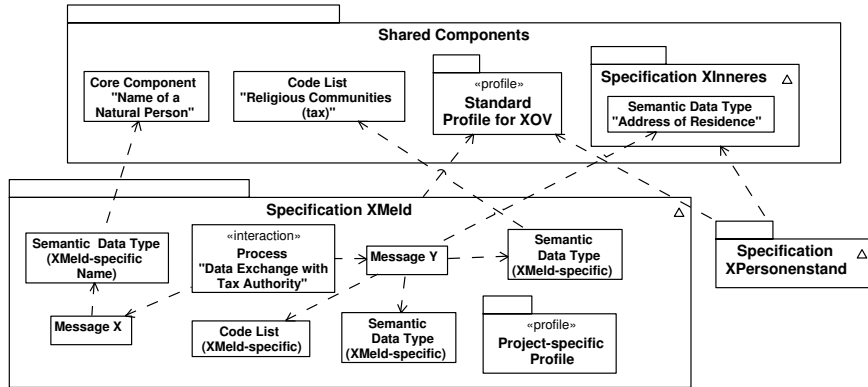 Shared Components
Core Component
"Name of a
Natural Person"
Code List
"Religious Communities
(tax)"
«profile»
Standard
Profile for XOV
Specification XInneres
Semantic Data Type
"Address of Residence"
Specification XMeld
Semantic Data Type
(XMeld-specific
Name)
«interaction»
Process
"Data Exchange with
Tax Authority"
Message Y
Semantic
Data Type
(XMeld-specific)
Specification
XPersonenstand
Message X
Code List
(XMeld-specific)
Semantic
Data Type
(XMeld-specific)
«profile»
Project-specific
Profile